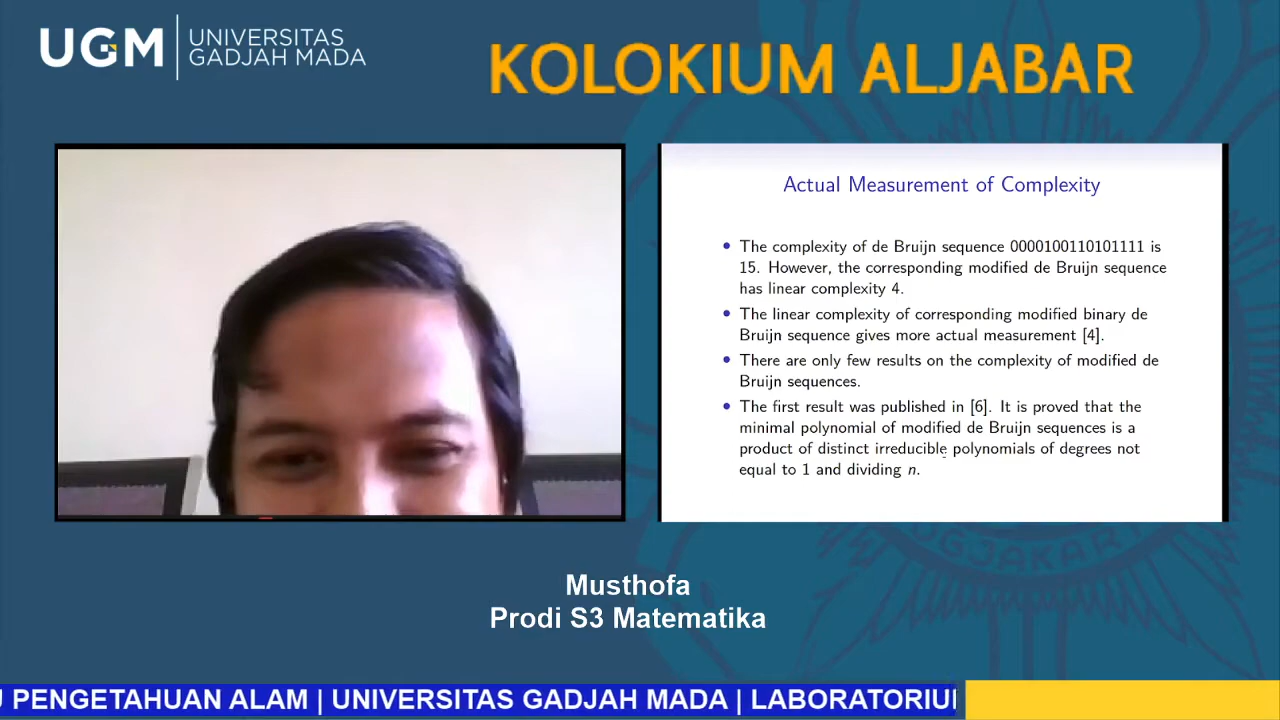 UGM
UNIVERSITAS
GADJAH MADA
KOLOKIUM ALJABAR
Actual Measurement of Complexity
• The complexity of de Bruijn sequence 0000100110101111 is
15. However, the corresponding modified de Bruijn sequence
has linear complexity 4.
• The linear complexity of corresponding modified binary de
Bruijn sequence gives more actual measurement [4].
• There are only few results on the complexity of modified de
Bruijn sequences.
• The first result was published in [6]. It is proved that the
minimal polynomial of modified de Bruijn sequences is a
product of distinct irreducible polynomials of degrees not
equal to 1 and dividing n.
Musthofa
Prodi S3 Matematika
PENGETAHUAN ALAM | UNIVERSITAS GADJAH MADA |